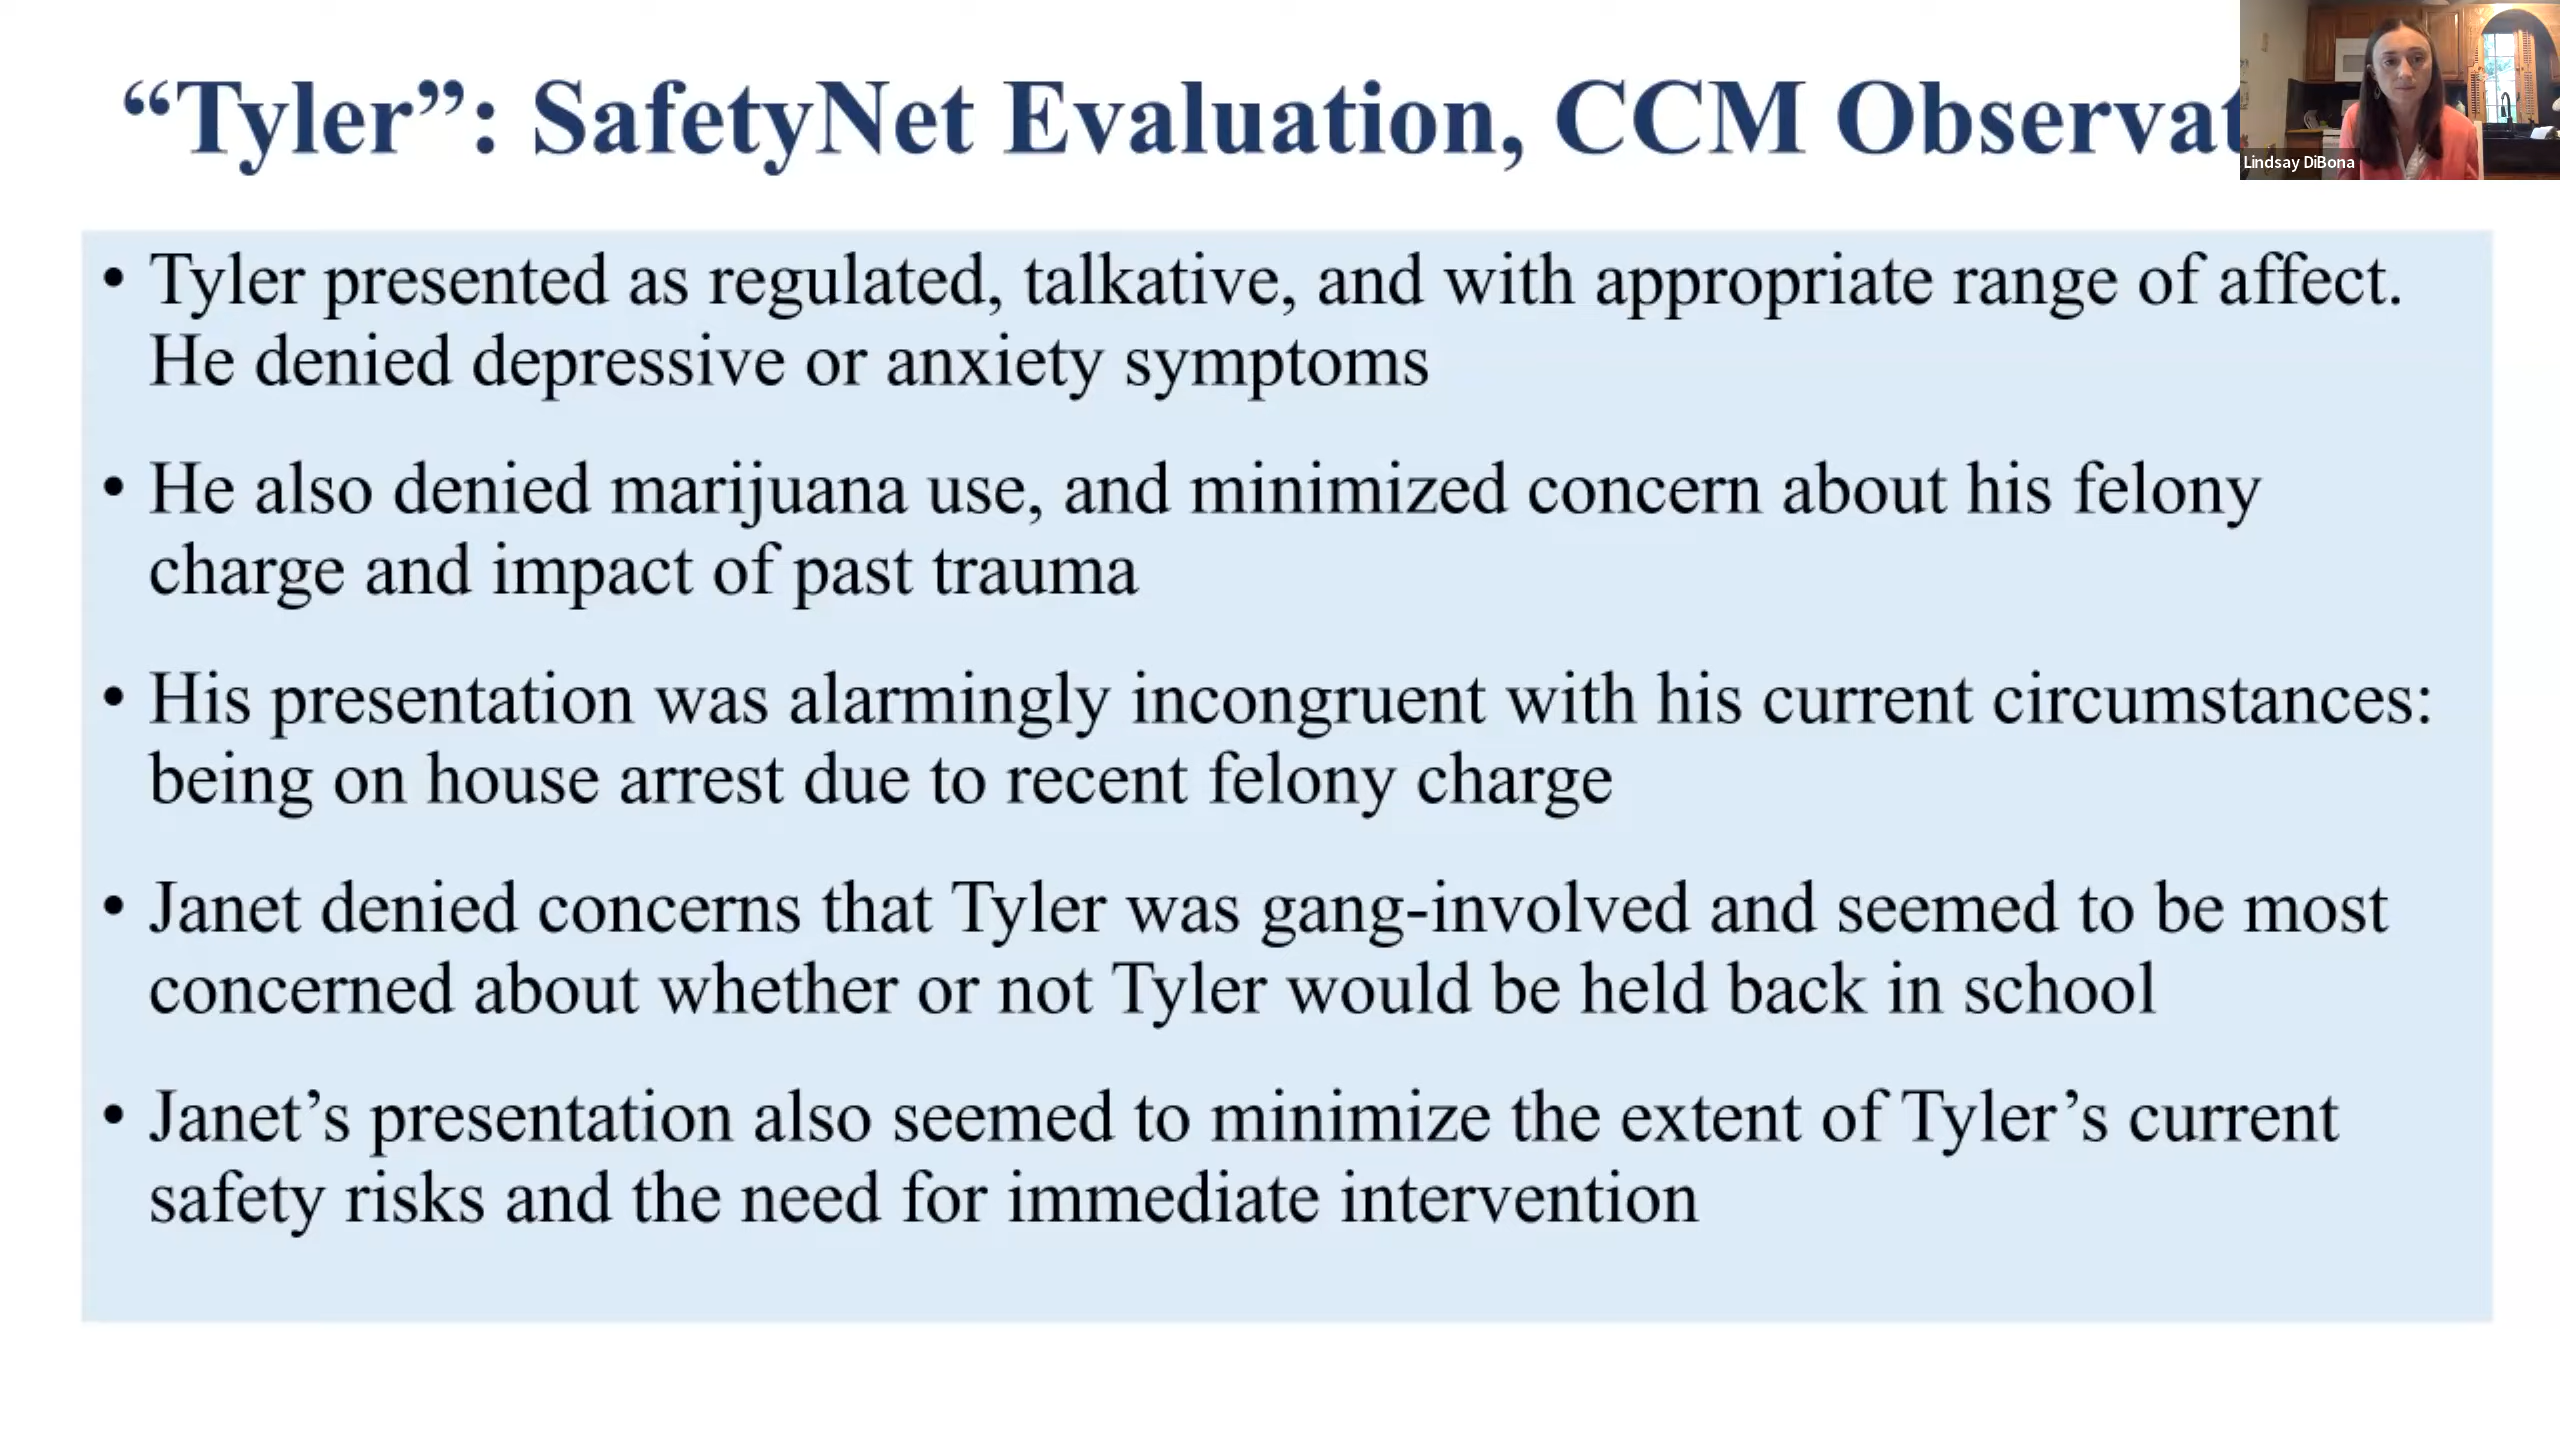 “Tyler”: SafetyNet Evaluation, CCM Observat
Lindsay DiBona
• Tyler presented as regulated, talkative, and with appropriate range of affect.
He denied depressive or anxiety symptoms
• He also denied marijuana use, and minimized concern about his felony
charge and impact of past trauma
• His presentation was alarmingly incongruent with his current circumstances:
being on house arrest due to recent felony charge
• Janet denied concerns that Tyler was gang-involved and seemed to be most
concerned about whether or not Tyler would be held back in school
• Janet’s presentation also seemed to minimize the extent of Tyler’s current
safety risks and the need for immediate intervention